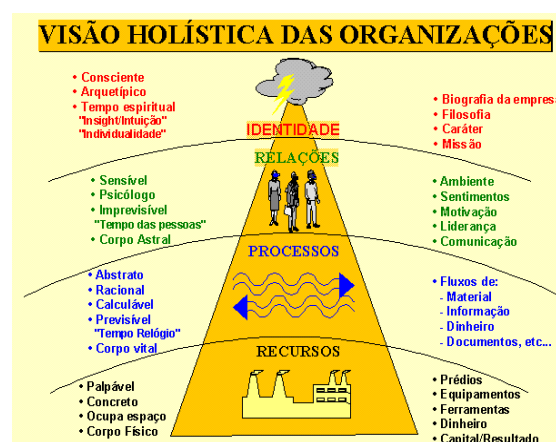 VISÃO HOLÍSTICA DAS ORGANIZAÇÕES
• Consciente
• Arquetípico
• Tempo espiritual
"Insight/Intuição"
"Individualidade"
• Biografia da empres
• Filosofia
• Caráter
• Missão
IDENTIDADE
RELAÇÕES
• Sensível
• Psicólogo
• Imprevisível
"Tempo das pessoas"
• Corpo Astral
• Ambiente
• Sentimentos
• Motivação
• Liderança
• Comunicação
PROCESSOS
• Abstrato
• Racional
• Calculável
• Previsível
"Tempo Relógio"
• Corpo vital
• Fluxos de:
- Material
- Informação
- Dinheiro
- Documentos, etc...
RECURSOS
• Palpável
• Concreto
• Ocupa espaço
• Corpo Físico
• Prédios
• Equipamentos
• Ferramentas
• Dinheiro
• Capital/Resultado